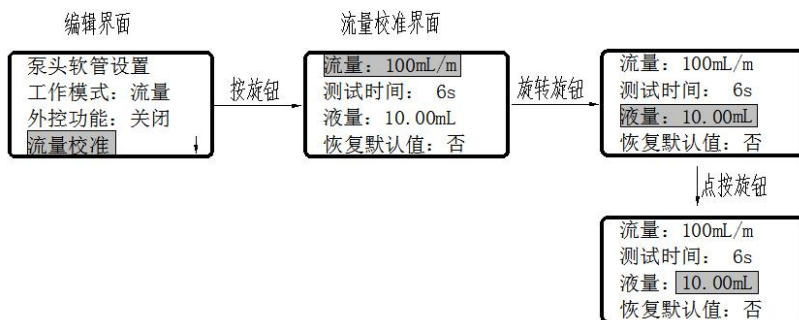 编辑界面
泵头软管设置
工作模式：流量
外控功能：关闭
流量校准
按旋钮
流量校准界面
流量：100mL/m
测试时间： 6s
液量：10.00mL
恢复默认值：否
旋转旋钮
流量：100mL/m
测试时间： 6s
液量：10.00mL
恢复默认值：否
点按旋钮
流量：100mL/m
测试时间： 6s
液量：10.00mL
恢复默认值：否